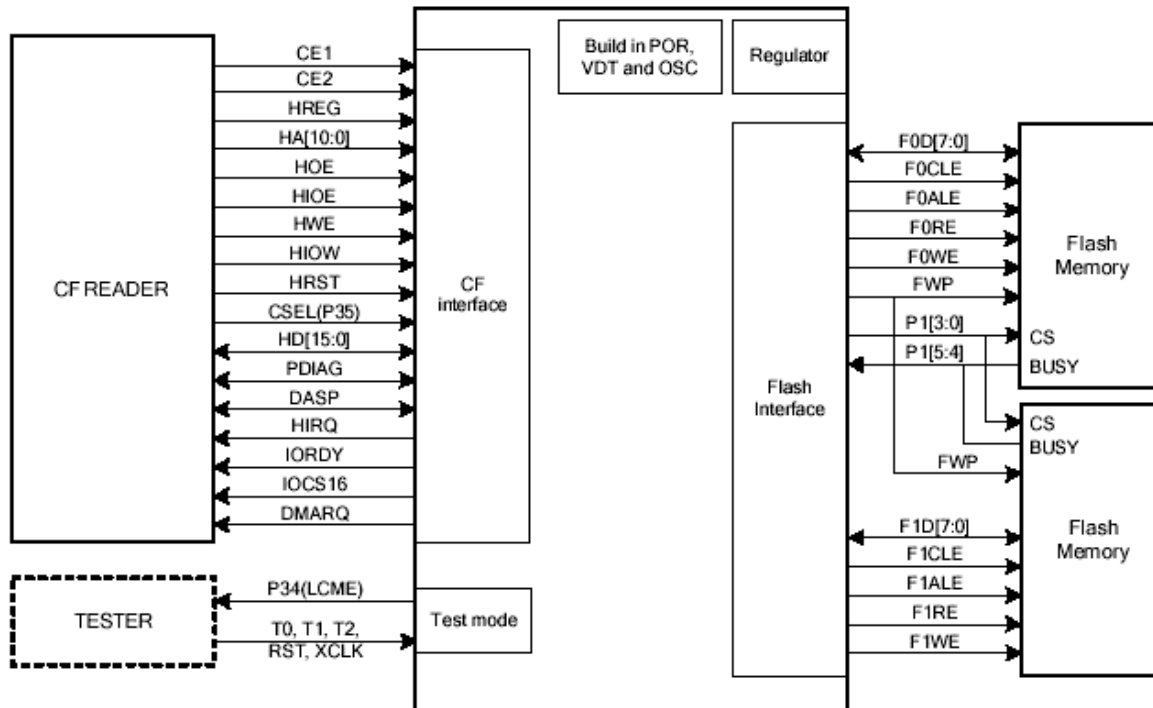 CF READER
CE1
CE2
HREG
HA[10:0]
HOE
HIOE
HWE
HIOW
HRST
CSEL(P35)
HD[15:0]
PDIAG
DASP
HIRQ
IORDY
IOCS16
DMARQ
CF
interface
TESTER
P34(LCME)
T0, T1, T2,
RST, XCLK
Test mode
Build in POR,
VDT and OSC
Regulator
Flash
Interface
F0D[7:0]
F0CLE
F0ALE
F0RE
F0WE
FWP
P1[3:0]
P1[5:4]
Flash
Memory
CS
BUSY
CS
BUSY
FWP
F1D[7:0]
F1CLE
F1ALE
F1RE
F1WE
Flash
Memory